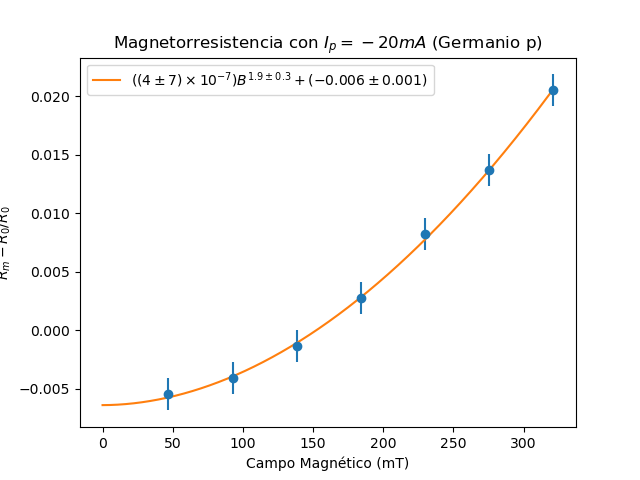 Magnetorresistencia con $I_p = -20mA$ (Germanio p)
$((4 \pm 7) \times 10^{-7})B^{1.9 \pm 0.3} + (-0.006 \pm 0.001)$
0.020
0.015
0.010
0.005
0.000
−0.005
$R_m - R_0/R_0$
0 50 100 150 200 250 300
Campo Magnético (mT)